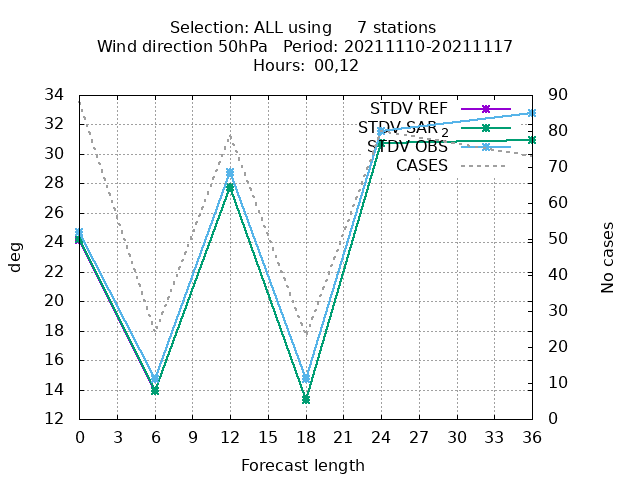 Selection: ALL using 7 stations
Wind direction 50hPa Period: 20211110-20211117
Hours: 00,12
34
32
30
28
26
24
22
20
18
16
14
12
deg
90
80
70
60
50
40
30
20
10
0
No cases
STDV REF
STDV SAR 2
STDV OBS
CASES
0 3 6 9 12 15 18 21 24 27 30 33 36
Forecast length